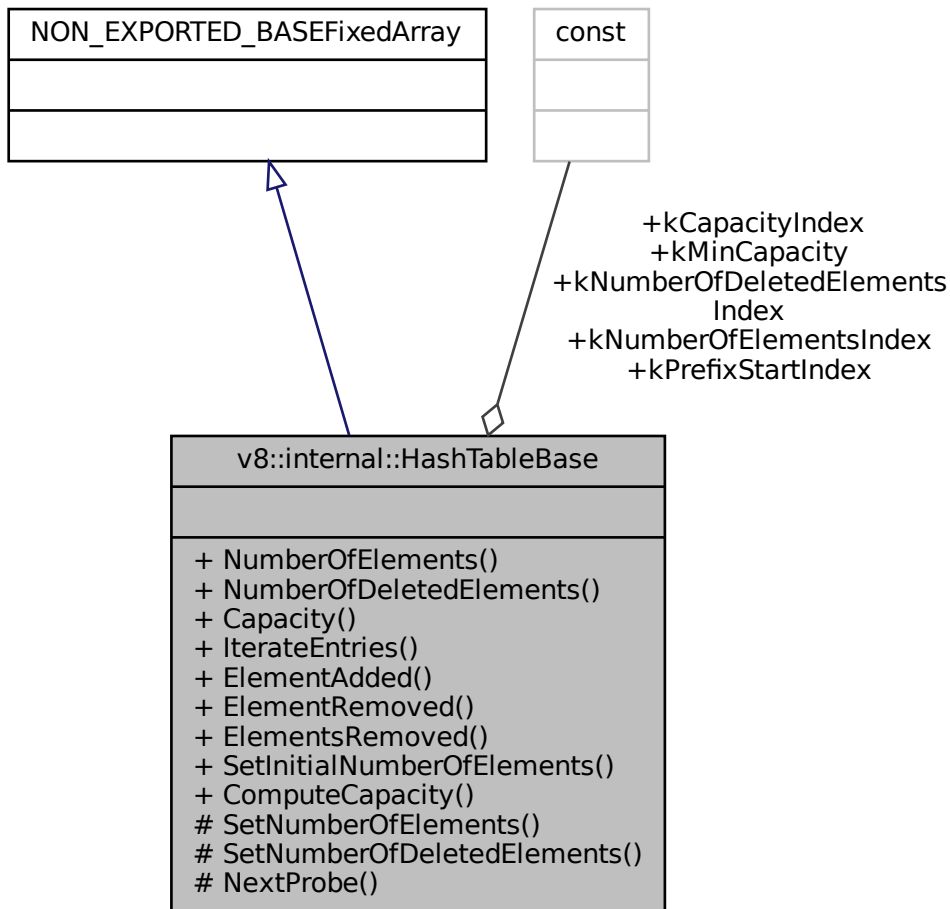 NON_EXPORTED_BASEFixedArray
const
+kCapacityIndex
+kMinCapacity
+kNumberOfDeletedElements
Index
+kNumberOfElementsIndex
+kPrefixStartIndex
v8::internal::HashTableBase
+ NumberOfElements()
+ NumberOfDeletedElements()
+ Capacity()
+ IterateEntries()
+ ElementAdded()
+ ElementRemoved()
+ ElementsRemoved()
+ SetInitialNumberOfElements()
+ ComputeCapacity()
# SetNumberOfElements()
# SetNumberOfDeletedElements()
# NextProbe()